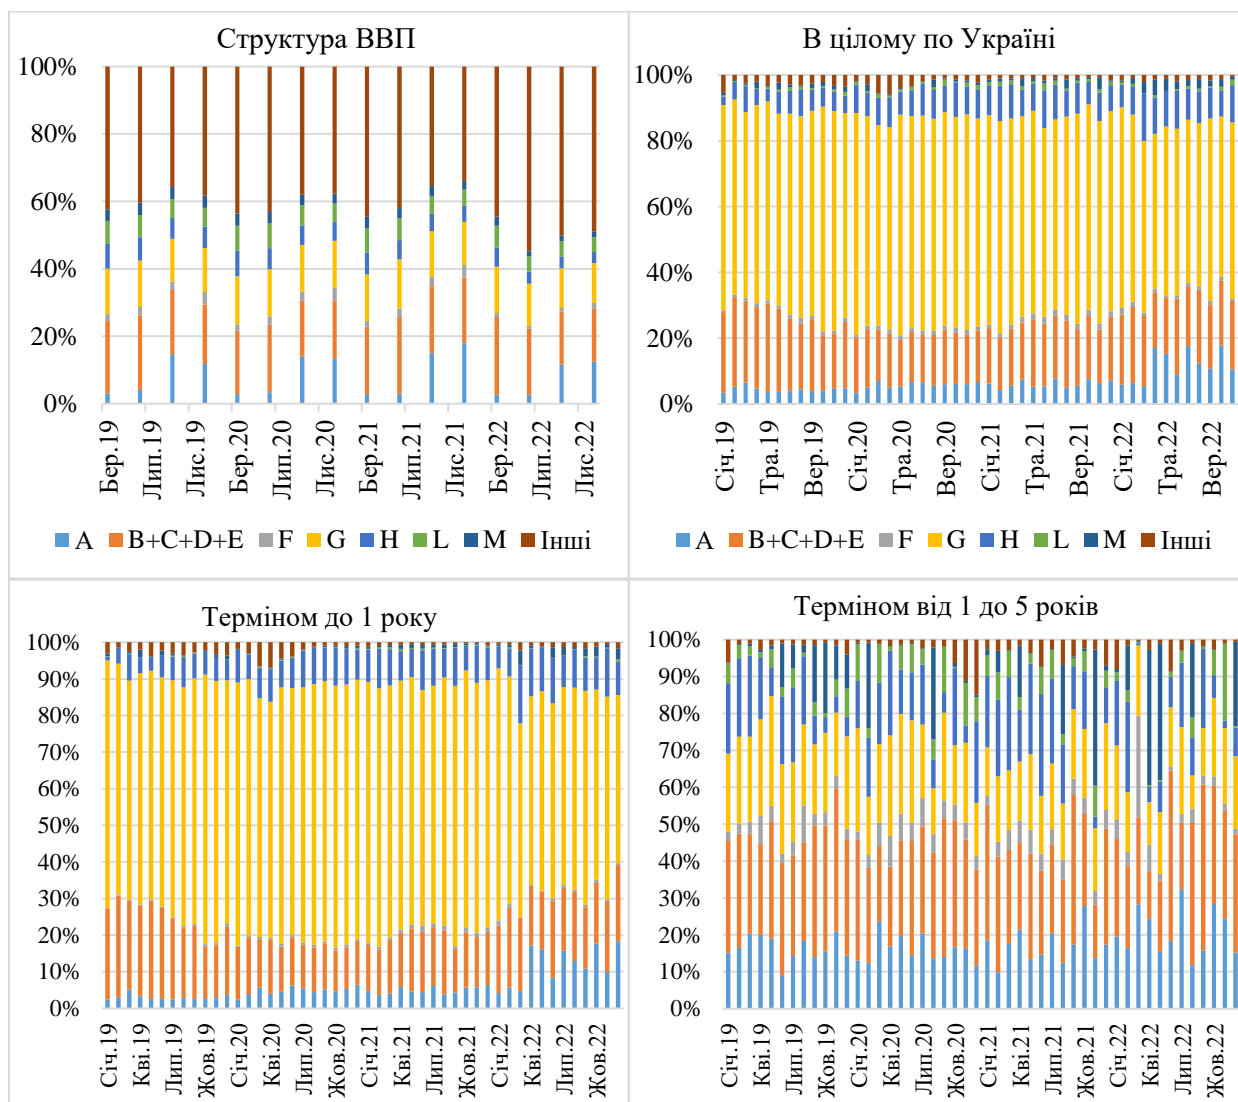 Структура ВВП
100%
80%
60%
40%
20%
0%
Бер.19
Лип.19
Лис.19
Бер.20
Лип.20
Лис.20
Бер.21
Лип.21
Лис.21
Бер.22
Лип.22
Лис.22
A B+C+D+E F G H L M Інші
В цілому по Україні
100%
80%
60%
40%
20%
0%
Січ.19
Тра.19
Вер.19
Січ.20
Тра.20
Вер.20
Січ.21
Тра.21
Вер.21
Січ.22
Тра.22
Вер.22
A B+C+D+E F G H L M Інші
Терміном до 1 року
100%
90%
80%
70%
60%
50%
40%
30%
20%
10%
0%
Січ.19
Кві.19
Лип.19
Жов.19
Січ.20
Кві.20
Лип.20
Жов.20
Січ.21
Кві.21
Лип.21
Жов.21
Січ.22
Кві.22
Лип.22
Жов.22
Терміном від 1 до 5 років
100%
90%
80%
70%
60%
50%
40%
30%
20%
10%
0%
Січ.19
Кві.19
Лип.19
Жов.19
Січ.20
Кві.20
Лип.20
Жов.20
Січ.21
Кві.21
Лип.21
Жов.21
Січ.22
Кві.22
Лип.22
Жов.22